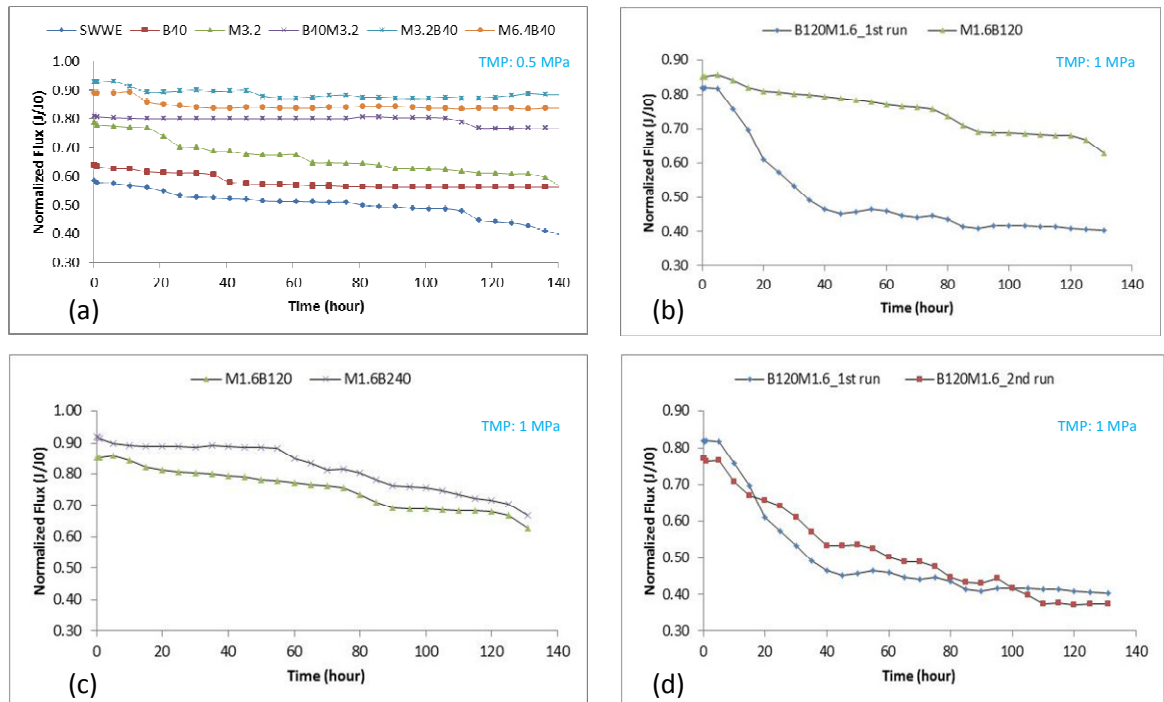 SWWE B40 M3.2 B40M3.2 M3.2B40 M6.4B40
TMP: 0.5 MPa
Normalized Flux (J/J0)
1.00
0.90
0.80
0.70
0.60
0.50
0.40
0.30
0 20 40 60 80 100 120 140
Time (hour)
(a)
B120M1.6_1st run M1.6B120
TMP: 1 MPa
Normalized Flux (J/J0)
0.90
0.80
0.70
0.60
0.50
0.40
0.30
0 20 40 60 80 100 120 140
Time (hour)
(b)
M1.6B120 M1.6B240
TMP: 1 MPa
Normalized Flux (J/J0)
1.00
0.90
0.80
0.70
0.60
0.50
0.40
0.30
0 20 40 60 80 100 120 140
Time (hour)
(c)
B120M1.6_1st run B120M1.6_2nd run
TMP: 1 MPa
Normalized Flux (J/J0)
0.90
0.80
0.70
0.60
0.50
0.40
0.30
0 20 40 60 80 100 120 140
Time (hour)
(d)